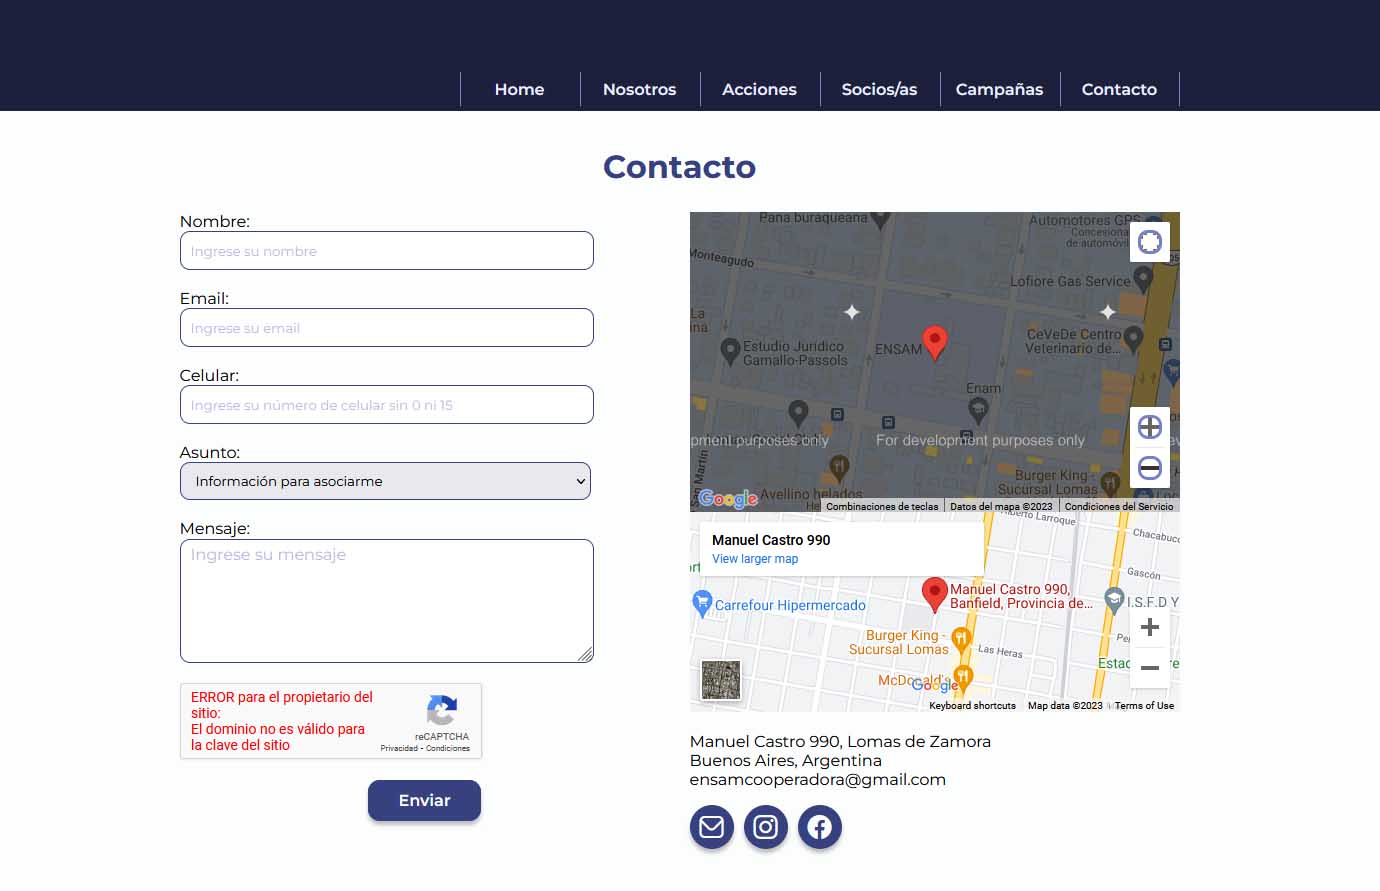 Home
Nosotros
Acciones
Socios/as
Campañas
Contacto
Contacto
Nombre:
Ingrese su nombre
Email:
Ingrese su email
Celular:
Ingrese su número de celular sin 0 ni 15
Asunto:
Información para asociarme
Mensaje:
Ingrese su mensaje
ERROR para el propietario del
sitio:
El dominio no es válido para
la clave del sitio
reCAPTCHA
Privacidad - Condiciones
Enviar
Pana buraqueana
Automotores GPS
Concesionar
de automóvil
Monteagudo
Lofiore Gas Service
La
Estudio Juridico
Gamallo-Passols
ENSAM
CeVeDe Centro
Veterinario de...
Enam
pment purposes only
For development purposes only
San Martín
Burger King -
Sucursal Lomas
Avellino helados
Google
Combinaciones de teclas
Datos del mapa ©2023
Condiciones del Servicio
Manuel Castro 990
View larger map
Larroque
Chacabuco
Gascón
Carrefour Hipermercado
Manuel Castro 990,
Banfield, Provincia de...
I.S.F.D Y
Burger King -
Sucursal Lomas
Las Heras
McDonald's
Google
Keyboard shortcuts
Map data ©2023
Terms of Use
Manuel Castro 990, Lomas de Zamora
Buenos Aires, Argentina
ensamcooperadora@gmail.com